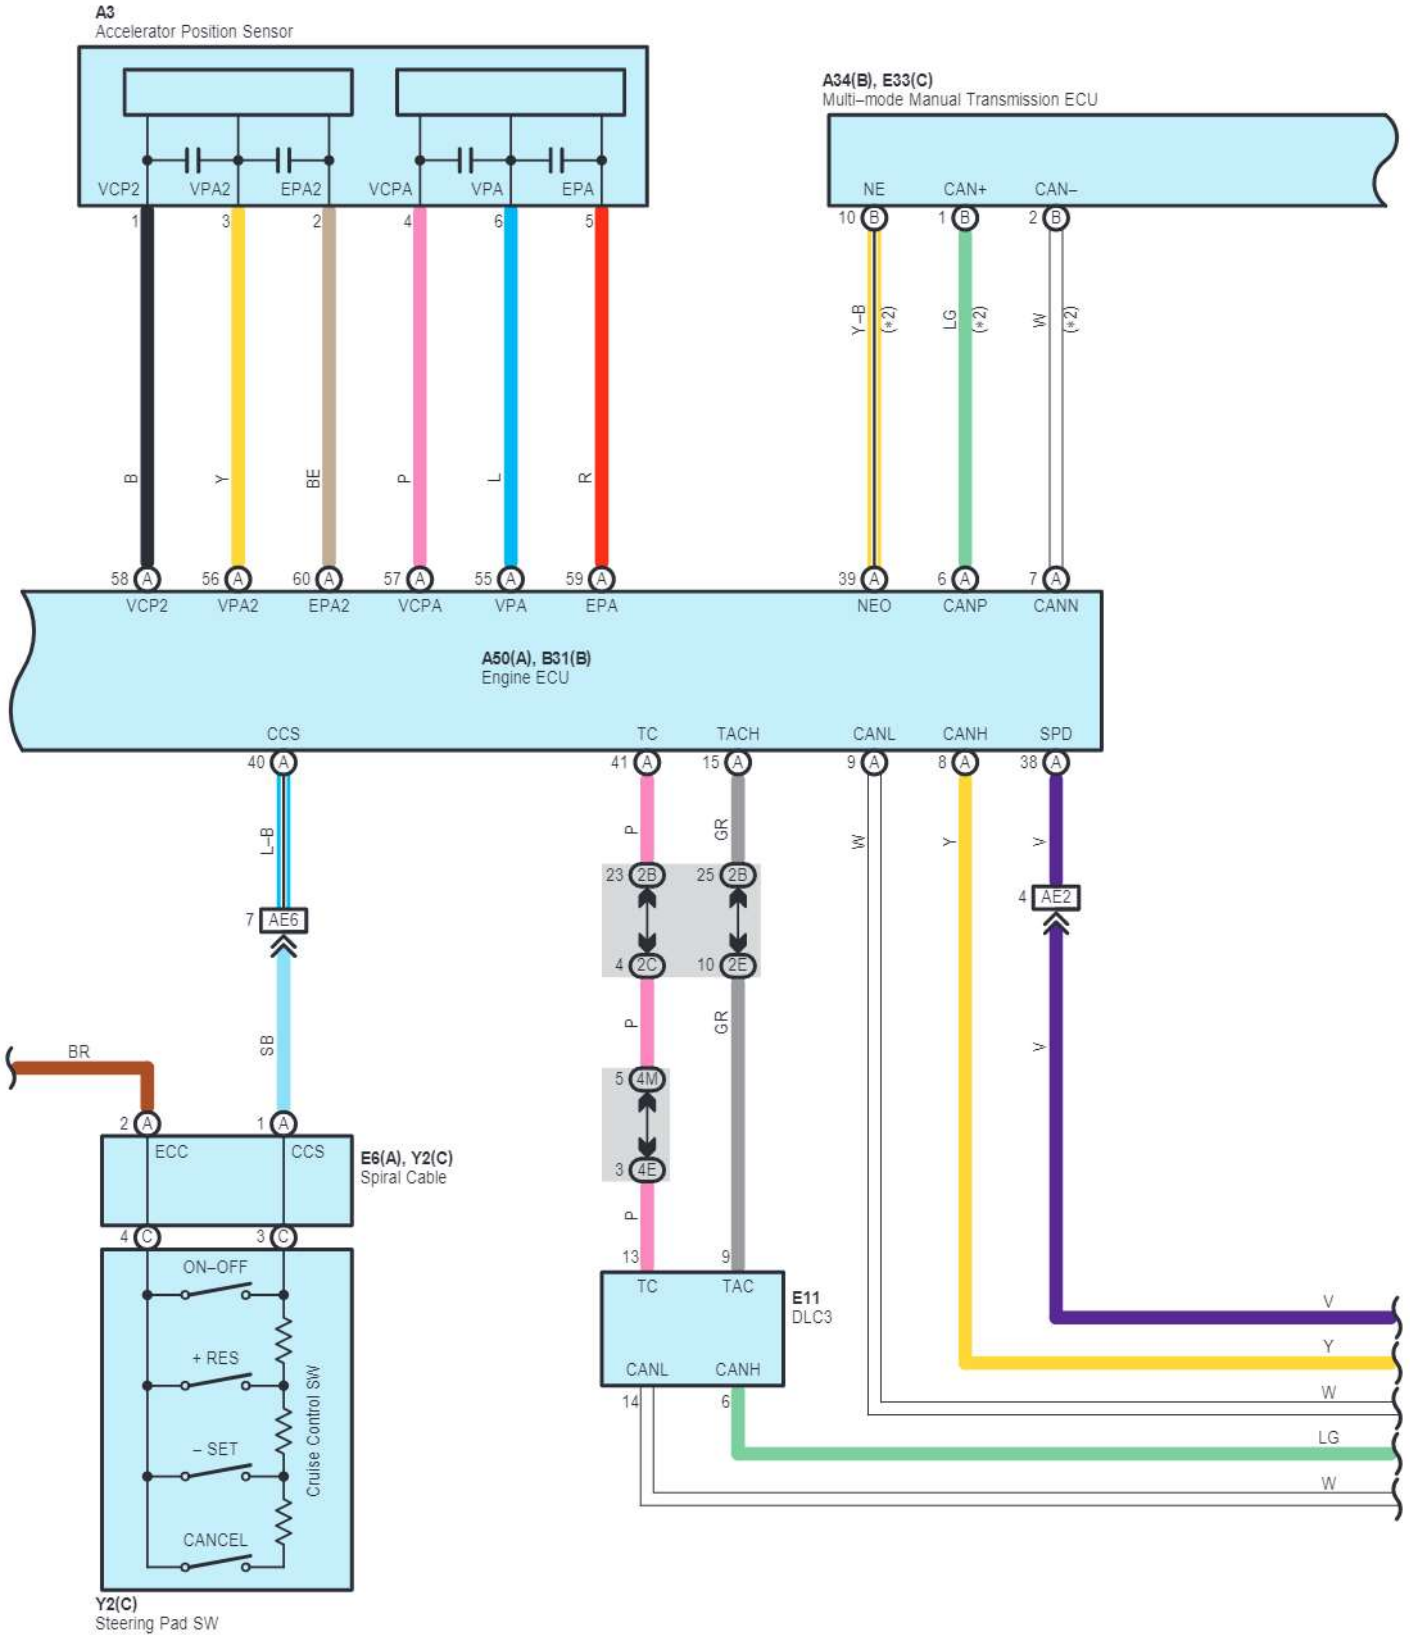 A3
Accelerator Position Sensor
A34(B), E33(C)
Multi–mode Manual Transmission ECU
VCP2 VPA2 EPA2 VCPA VPA EPA
NE CAN+ CAN–
1 3 2 4 6 5
10 B 1 B 2 B
Y–B (*2) LG (*2) W (*2)
B Y BE P L R
58 A 56 A 60 A 57 A 55 A 59 A 39 A 6 A 7 A
VCP2 VPA2 EPA2 VCPA VPA EPA NEO CANP CANN
A50(A), B31(B)
Engine ECU
CCS TC TACH CANL CANH SPD
40 A 41 A 15 A 9 A 8 A 38 A
L–B P GR W Y V
23 2B 25 2B
4 AE2
7 AE6
4 2C 10 2E
SB P GR V
BR
5 4M
2 A 1 A
ECC CCS
E6(A), Y2(C)
Spiral Cable
3 4E
P
4 C 3 C
13 9
ON–OFF
TC TAC
E11
DLC3
V
+ RES
Y
CANL CANH
Cruise Control SW
14 6
W
LG
– SET
W
CANCEL
Y2(C)
Steering Pad SW